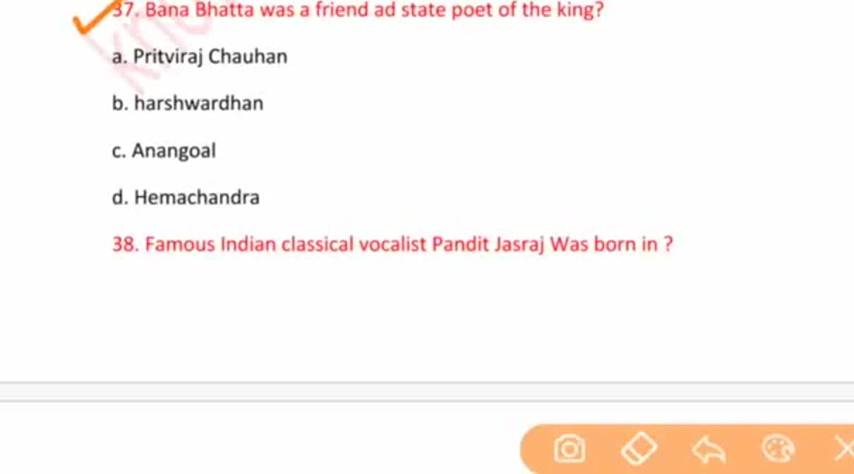 37. Bana Bhatta was a friend ad state poet of the king?
a. Pritviraj Chauhan
b. harshwardhan
c. Anangoal
d. Hemachandra
38. Famous Indian classical vocalist Pandit Jasraj Was born in ?